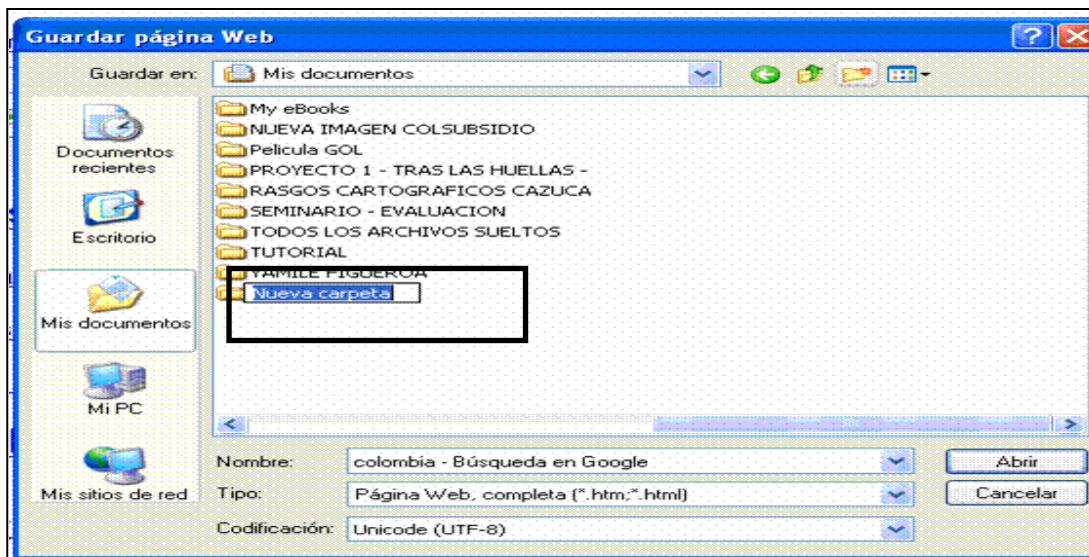 Guardar página Web
Guardar en: Mis documentos
My eBooks
NUEVA IMAGEN COLSUBSIDIO
Pelicula GOL
PROYECTO 1 - TRAS LAS HUELLAS -
RASGOS CARTOGRAFICOS CAZUCA
SEMINARIO - EVALUACION
TODOS LOS ARCHIVOS SUELTOS
TUTORIAL
YAMILE FIGUEROA
Nueva carpeta
Documentos
recientes
Escritorio
Mis documentos
Mi PC
Mis sitios de red
Nombre: colombia - Búsqueda en Google Abrir
Tipo: Página Web, completa (*.htm;*.html) Cancelar
Codificación: Unicode (UTF-8)